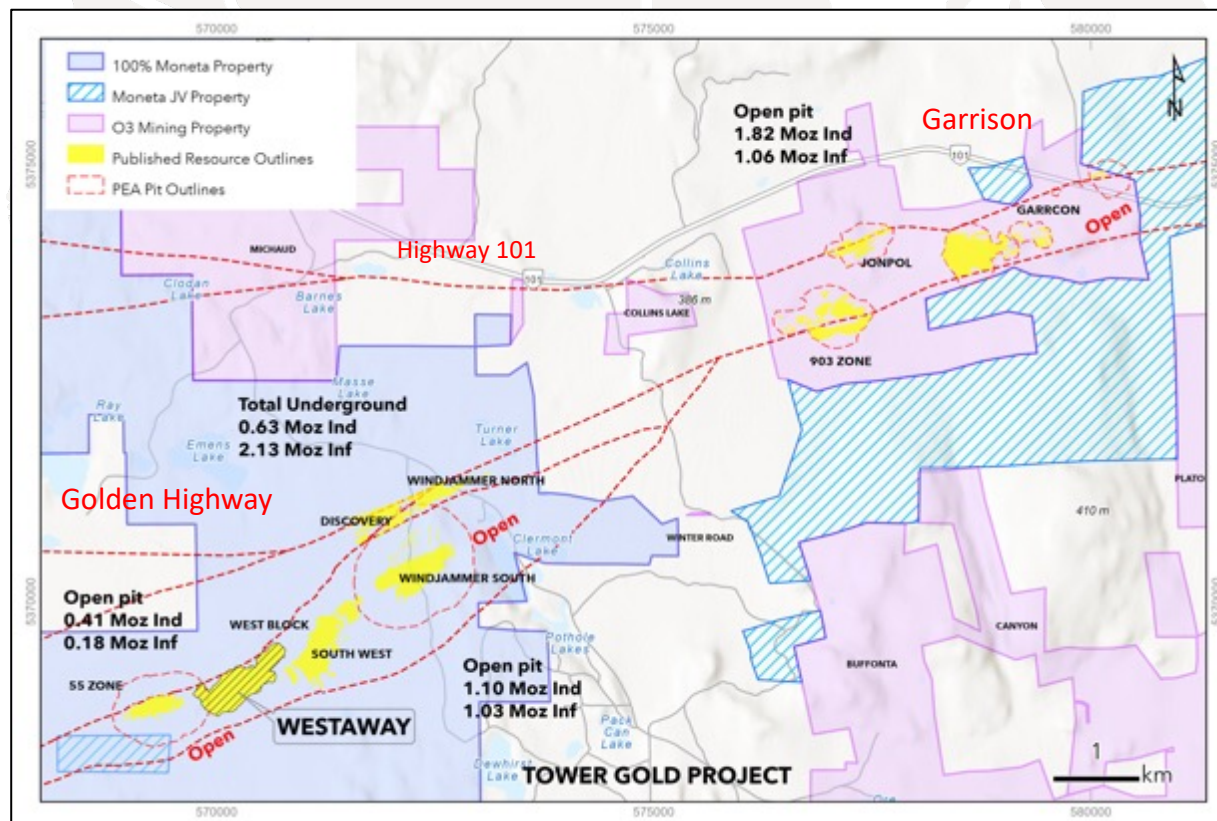 570000
575000
580000
100% Moneta Property
Moneta JV Property
O3 Mining Property
Published Resource Outlines
PEA Pit Outlines
N
5375000
5375000
Open pit
1.82 Moz Ind
1.06 Moz Inf
Garrison
101
GARRCON
Open
MICHAUD
Highway 101
101
Collins
Lake
JONPOL
Clodan
Lake
Barnes
Lake
386 m
COLLINS LAKE
903 ZONE
Masse
Lake
Ray
Lake
Total Underground
0.63 Moz Ind
2.13 Moz Inf
Emens
Lake
Turner
Lake
WINDJAMMER NORTH
PLATO
Golden Highway
DISCOVERY
Open
410 m
Clermont
Lake
WINTER ROAD
WINDJAMMER SOUTH
5370000
5370000
Open pit
0.41 Moz Ind
0.18 Moz Inf
WEST BLOCK
SOUTH WEST
Pothole
Lakes
CANYON
BUFFONTA
Open pit
1.10 Moz Ind
1.03 Moz Inf
55 ZONE
WESTAWAY
Open
Pack
Can
Lake
Dewhirst
Lake
TOWER GOLD PROJECT
1
km
570000
575000
580000